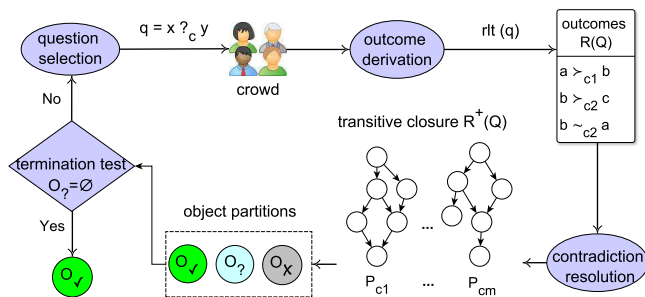 question
selection
q = x ?c y
crowd
outcome
derivation
rlt (q)
outcomes
R(Q)
a ≻c1 b
b ≻c2 c
b ~c2 a
No
transitive closure R+(Q)
termination test
O?=∅
Yes
object partitions
O✓
O?
O✗
O✓
...
...
Pc1
...
Pcm
contradiction
resolution